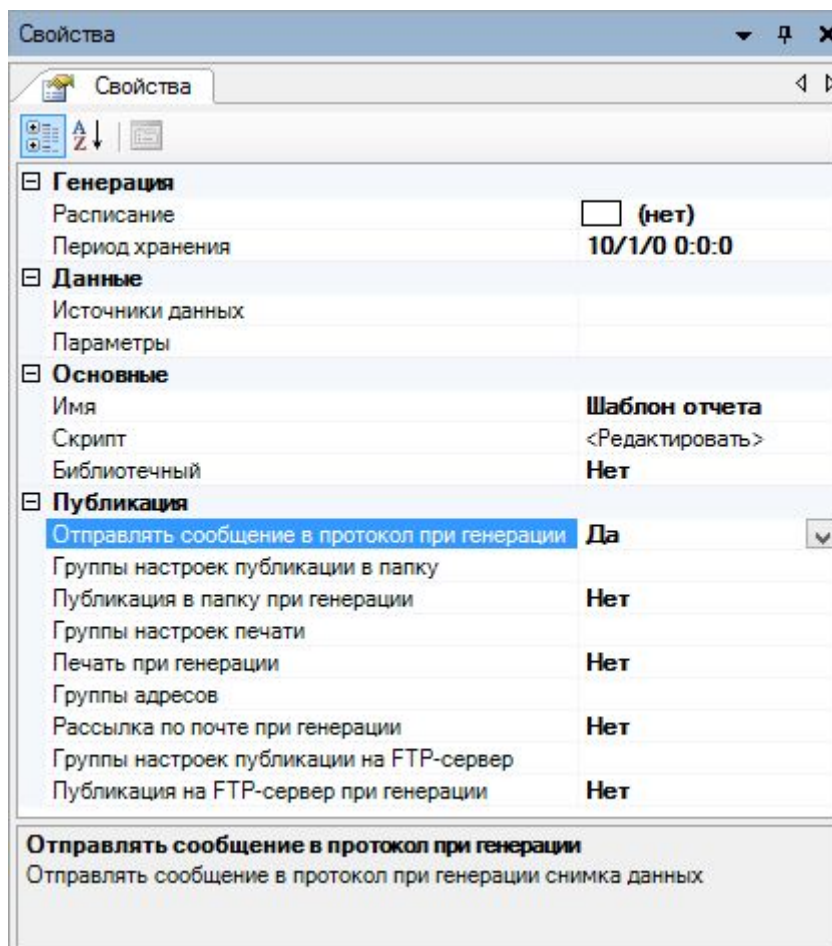 Свойства
Свойства
Генерация
Расписание (нет)
Период хранения 10/1/0 0:0:0
Данные
Источники данных
Параметры
Основные
Имя Шаблон отчета
Скрипт <Редактировать>
Библиотечный Нет
Публикация
Отправлять сообщение в протокол при генерации Да
Группы настроек публикации в папку
Публикация в папку при генерации Нет
Группы настроек печати
Печать при генерации Нет
Группы адресов
Рассылка по почте при генерации Нет
Группы настроек публикации на FTP-сервер
Публикация на FTP-сервер при генерации Нет
Отправлять сообщение в протокол при генерации
Отправлять сообщение в протокол при генерации снимка данных